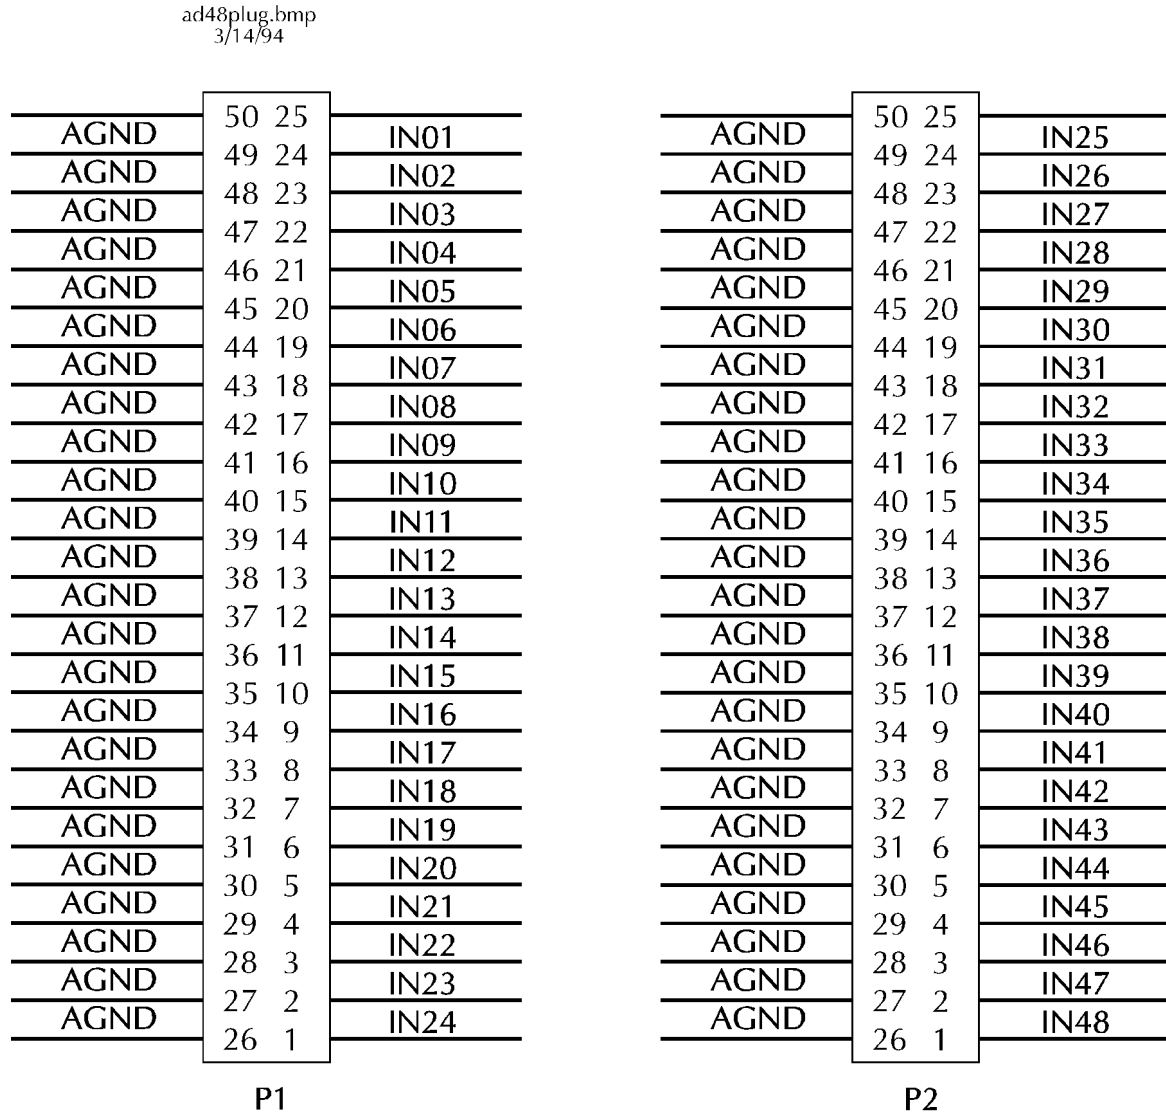 ad48plug.bmp
3/14/94
50 25 50 25
AGND IN01 AGND IN25
49 24 49 24
AGND IN02 AGND IN26
48 23 48 23
AGND IN03 AGND IN27
47 22 47 22
AGND IN04 AGND IN28
46 21 46 21
AGND IN05 AGND IN29
45 20 45 20
AGND IN06 AGND IN30
44 19 44 19
AGND IN07 AGND IN31
43 18 43 18
AGND IN08 AGND IN32
42 17 42 17
AGND IN09 AGND IN33
41 16 41 16
AGND IN10 AGND IN34
40 15 40 15
AGND IN11 AGND IN35
39 14 39 14
AGND IN12 AGND IN36
38 13 38 13
AGND IN13 AGND IN37
37 12 37 12
AGND IN14 AGND IN38
36 11 36 11
AGND IN15 AGND IN39
35 10 35 10
AGND IN16 AGND IN40
34 9 34 9
AGND IN17 AGND IN41
33 8 33 8
AGND IN18 AGND IN42
32 7 32 7
AGND IN19 AGND IN43
31 6 31 6
AGND IN20 AGND IN44
30 5 30 5
AGND IN21 AGND IN45
29 4 29 4
AGND IN22 AGND IN46
28 3 28 3
AGND IN23 AGND IN47
27 2 27 2
AGND IN24 AGND IN48
26 1 26 1
P1 P2